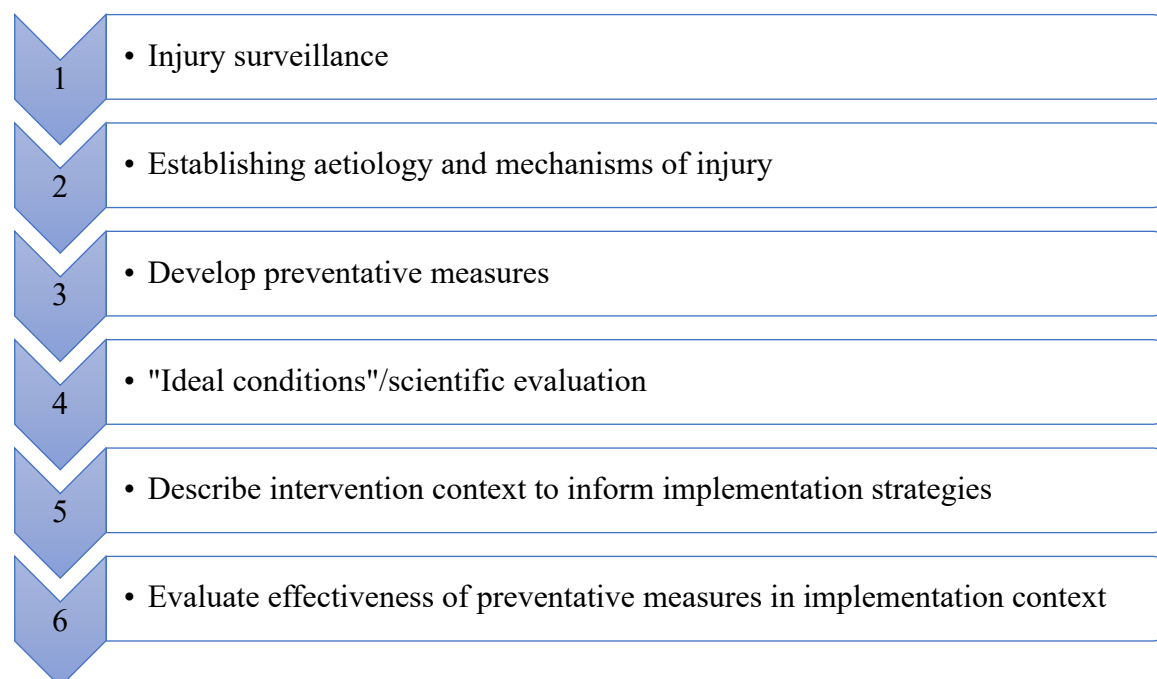 1
• Injury surveillance
2
• Establishing aetiology and mechanisms of injury
3
• Develop preventative measures
4
• "Ideal conditions"/scientific evaluation
5
• Describe intervention context to inform implementation strategies
6
• Evaluate effectiveness of preventative measures in implementation context